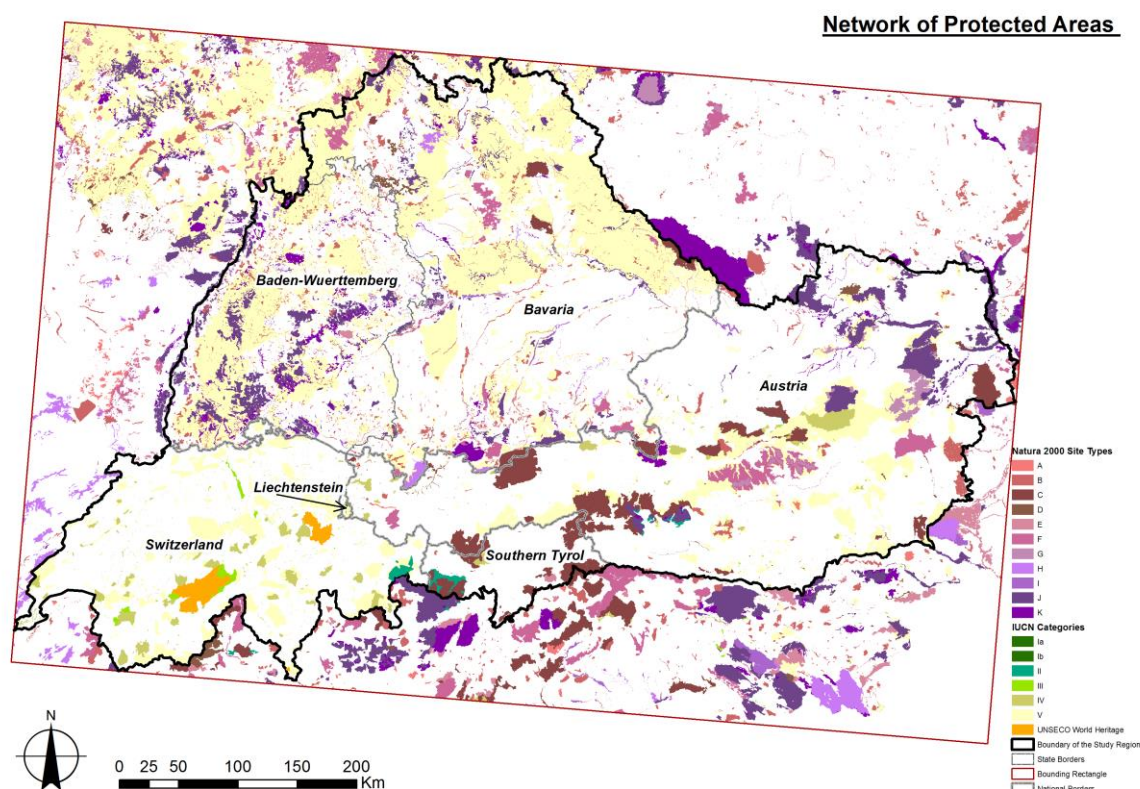 Network of Protected Areas
Baden-Wuerttemberg
Bavaria
Austria
Liechtenstein
Switzerland
Southern Tyrol
Natura 2000 Site Types
A
B
C
D
E
F
G
H
I
J
K
IUCN Categories
Ia
Ib
II
III
IV
V
UNSECO World Heritage
Boundary of the Study Region
State Borders
Bounding Rectangle
National Borders
N
0 25 50 100 150 200
Km